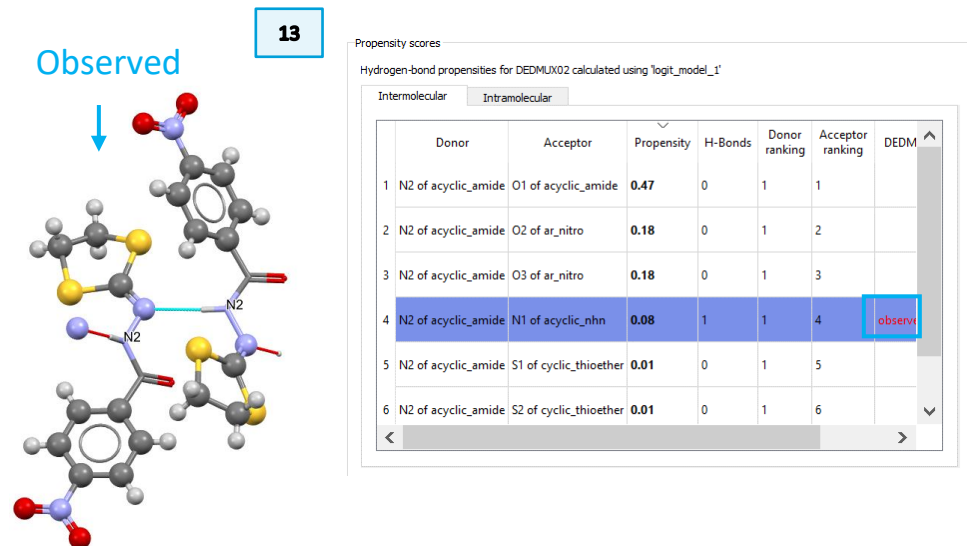 13
Observed
N2
N2
Propensity scores
Hydrogen-bond propensities for DEDMUX02 calculated using 'logit_model_1'
Intermolecular Intramolecular
Donor Acceptor Propensity H-Bonds Donor ranking Acceptor ranking DEDM
1 N2 of acyclic_amide O1 of acyclic_amide 0.47 0 1 1
2 N2 of acyclic_amide O2 of ar_nitro 0.18 0 1 2
3 N2 of acyclic_amide O3 of ar_nitro 0.18 0 1 3
4 N2 of acyclic_amide N1 of acyclic_nhn 0.08 1 1 4 observe
5 N2 of acyclic_amide S1 of cyclic_thioether 0.01 0 1 5
6 N2 of acyclic_amide S2 of cyclic_thioether 0.01 0 1 6